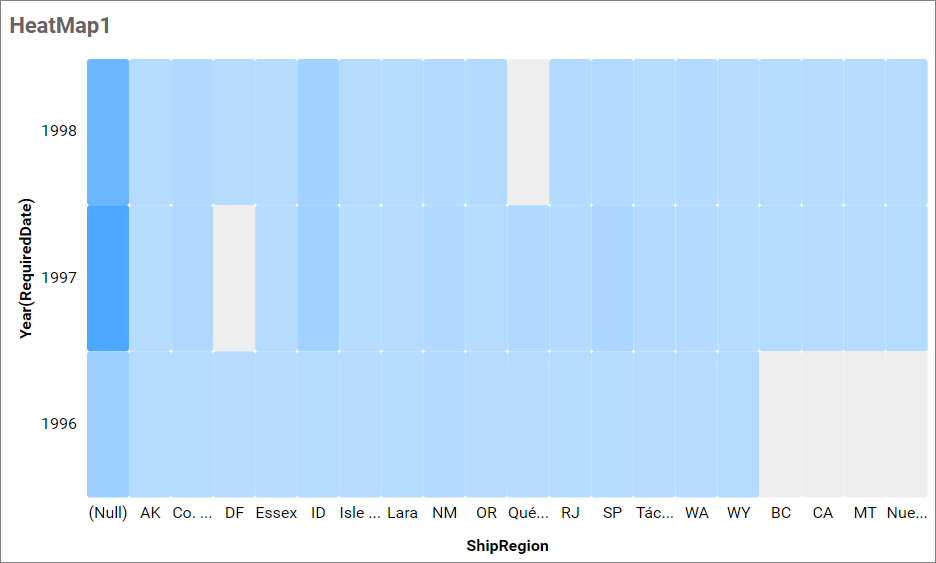 HeatMap1
1998
1997
1996
Year(RequiredDate)
(Null) AK Co. ... DF Essex ID Isle ... Lara NM OR Qué... RJ SP Tác... WA WY BC CA MT Nue...
ShipRegion